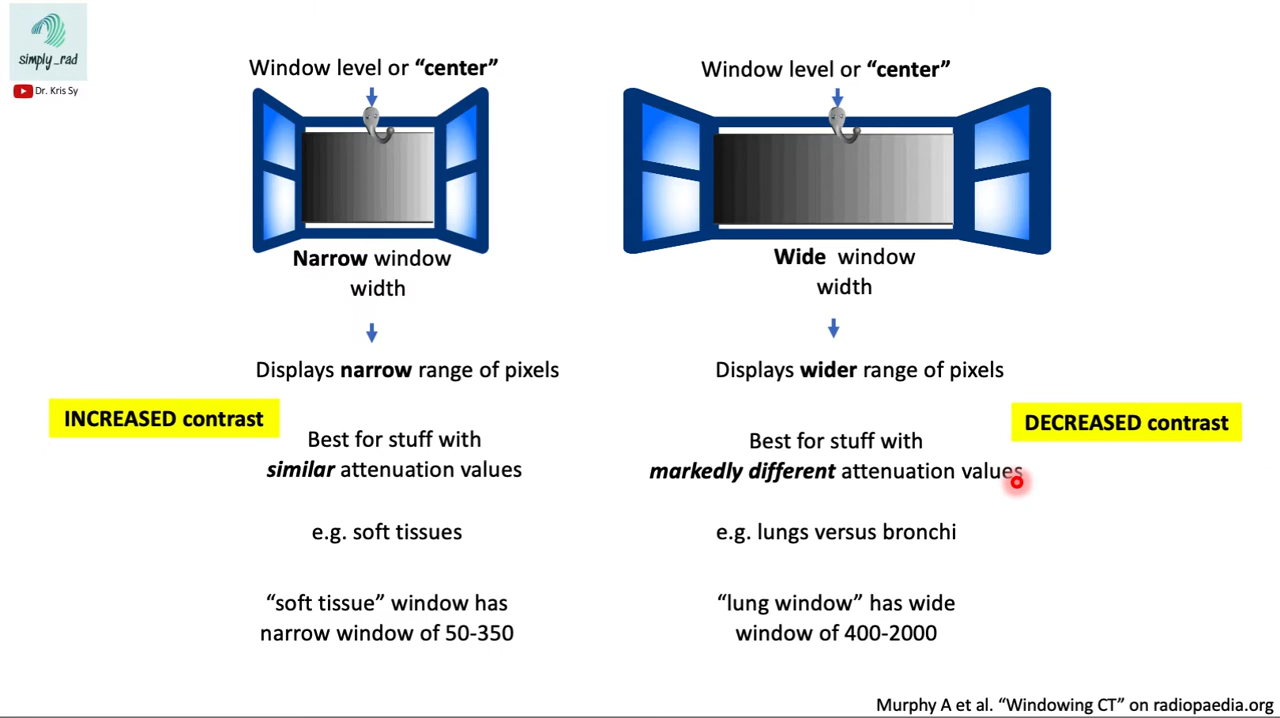 simply_rad
Dr. Kris Sy
Window level or “center”
Narrow window
width
Displays narrow range of pixels
INCREASED contrast
Best for stuff with
similar attenuation values
e.g. soft tissues
“soft tissue” window has
narrow window of 50-350
Window level or “center”
Wide window
width
Displays wider range of pixels
DECREASED contrast
Best for stuff with
markedly different attenuation values
e.g. lungs versus bronchi
“lung window” has wide
window of 400-2000
Murphy A et al. “Windowing CT” on radiopaedia.org